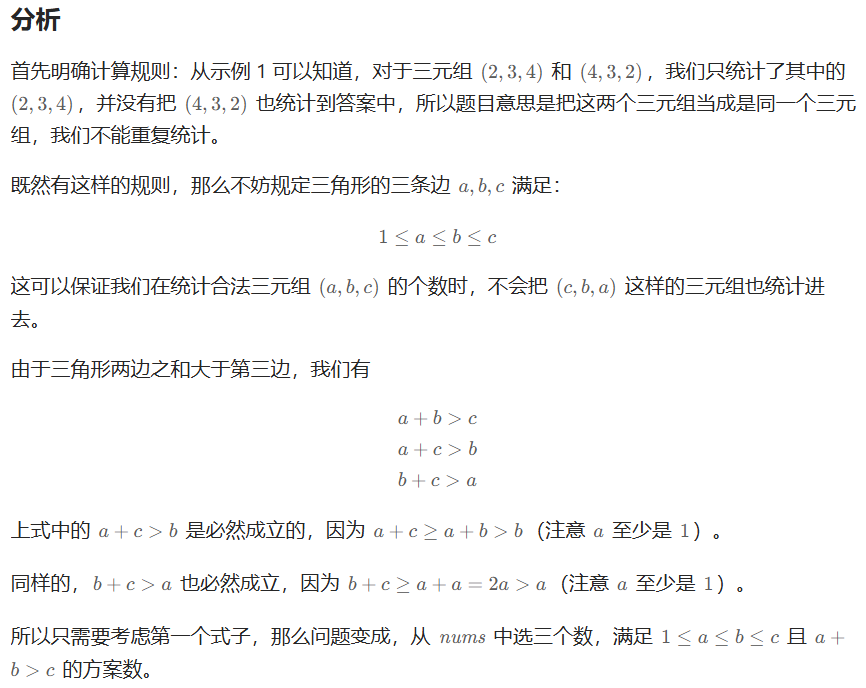 分析
首先明确计算规则：从示例 1 可以知道，对于三元组 (2, 3, 4) 和 (4, 3, 2)，我们只统计了其中的
(2, 3, 4)，并没有把 (4, 3, 2) 也统计到答案中，所以题目意思是把这两个三元组当成是同一个三元
组，我们不能重复统计。
既然有这样的规则，那么不妨规定三角形的三条边 a, b, c 满足：
1 ≤ a ≤ b ≤ c
这可以保证我们在统计合法三元组 (a, b, c) 的个数时，不会把 (c, b, a) 这样的三元组也统计进
去。
由于三角形两边之和大于第三边，我们有
a + b > c
a + c > b
b + c > a
上式中的 a + c > b 是必然成立的，因为 a + c ≥ a + b > b（注意 a 至少是 1）。
同样的，b + c > a 也必然成立，因为 b + c ≥ a + a = 2a > a（注意 a 至少是 1）。
所以只需要考虑第一个式子，那么问题变成，从 nums 中选三个数，满足 1 ≤ a ≤ b ≤ c 且 a +
b > c 的方案数。